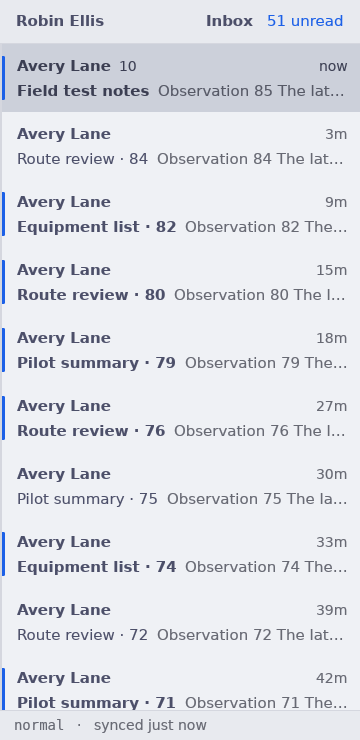 Robin Ellis Inbox 51 unread
Avery Lane 10 now
Field test notes Observation 85 The lat…
Avery Lane 3m
Route review · 84 Observation 84 The lat…
Avery Lane 9m
Equipment list · 82 Observation 82 The…
Avery Lane 15m
Route review · 80 Observation 80 The l…
Avery Lane 18m
Pilot summary · 79 Observation 79 The…
Avery Lane 27m
Route review · 76 Observation 76 The l…
Avery Lane 30m
Pilot summary · 75 Observation 75 The la…
Avery Lane 33m
Equipment list · 74 Observation 74 The…
Avery Lane 39m
Route review · 72 Observation 72 The lat…
Avery Lane 42m
Pilot summary · 71 Observation 71 The…
normal · synced just now